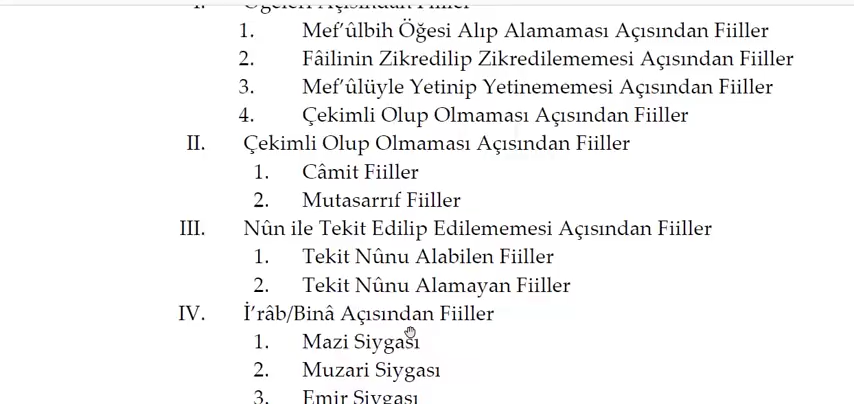 I. Öğeleri Açısından Fiiller
1. Mef’ûlbih Öğesi Alıp Alamaması Açısından Fiiller
2. Fâilinin Zikredilip Zikredilememesi Açısından Fiiller
3. Mef’ûlüyle Yetinip Yetinememesi Açısından Fiiller
4. Çekimli Olup Olmaması Açısından Fiiller
II. Çekimli Olup Olmaması Açısından Fiiller
1. Câmit Fiiller
2. Mutasarrıf Fiiller
III. Nûn ile Tekit Edilip Edilememesi Açısından Fiiller
1. Tekit Nûnu Alabilen Fiiller
2. Tekit Nûnu Alamayan Fiiller
IV. İ’râb/Binâ Açısından Fiiller
1. Mazi Siygası
2. Muzari Siygası
3. Emir Siygası